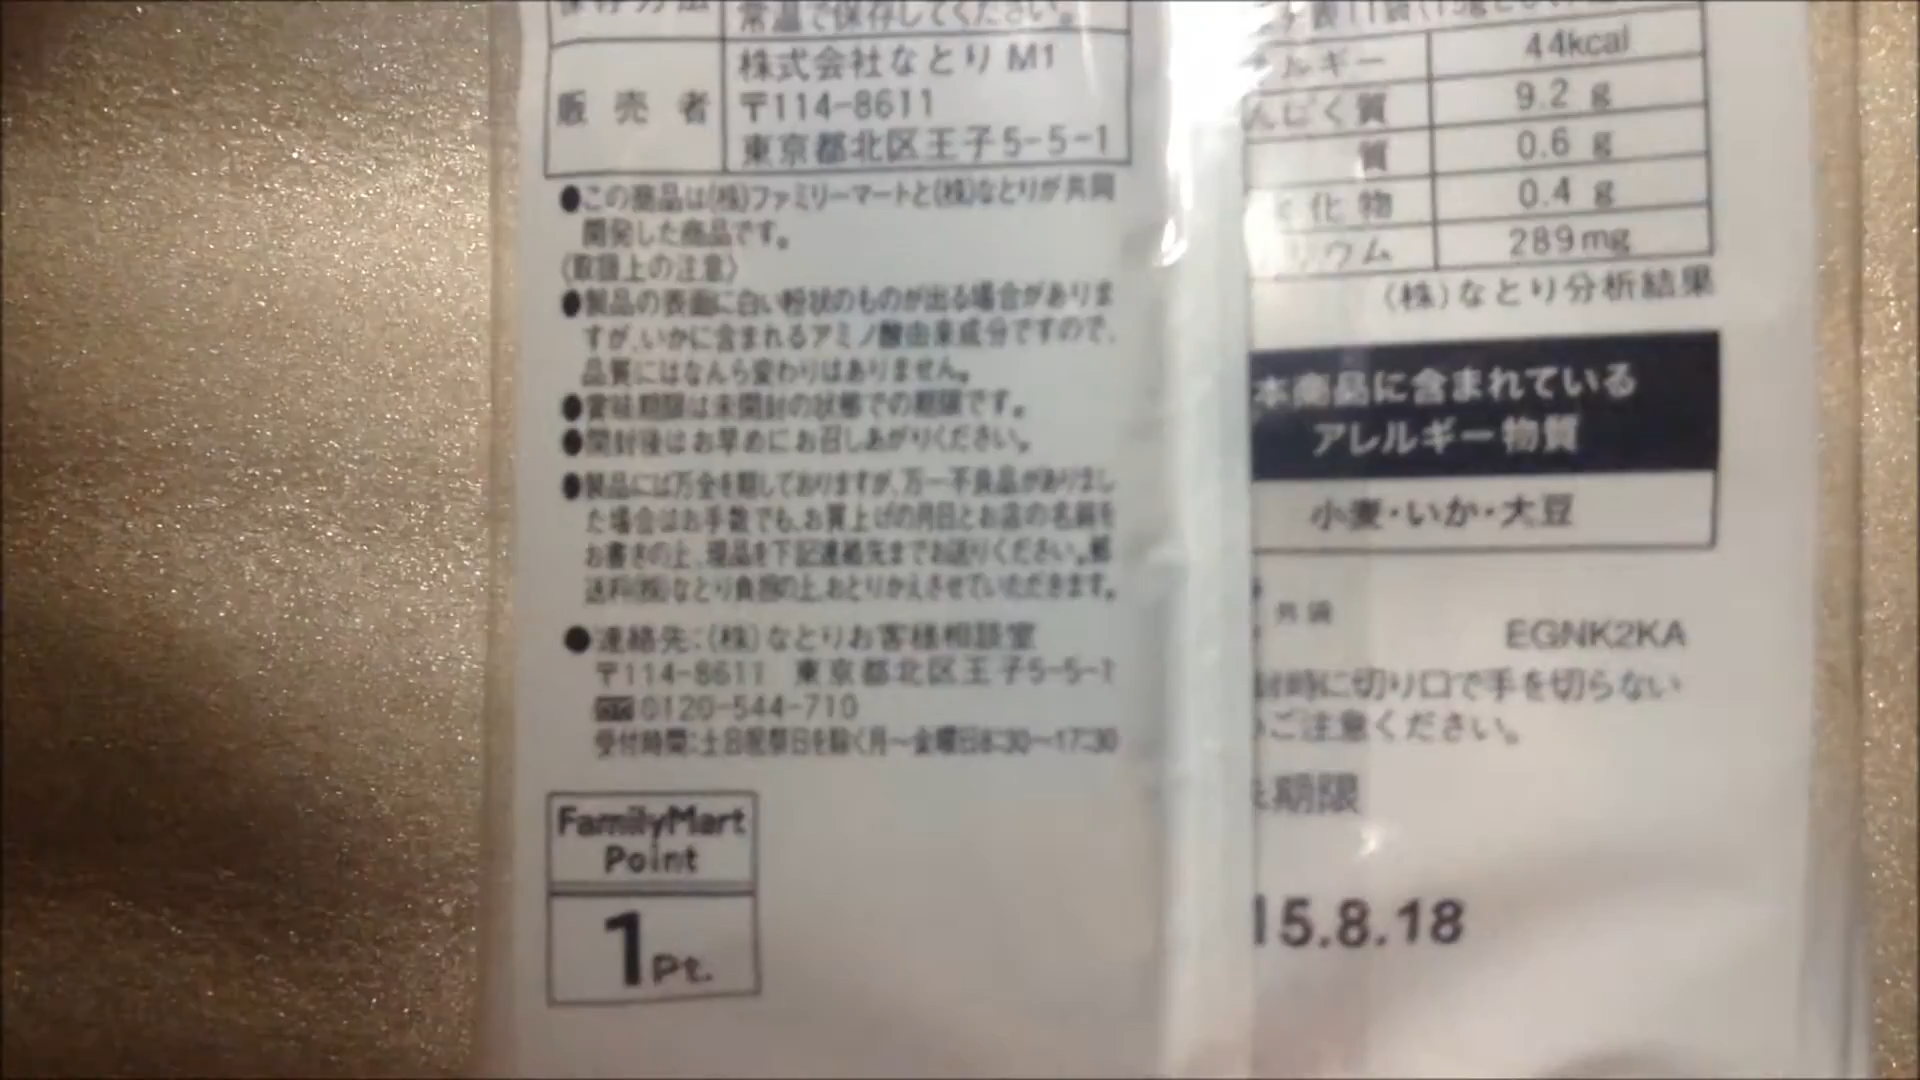 保存方法
常温で保存してください。
販売者
株式会社なとり M1
〒114-8611
東京都北区王子5-5-1
●この商品は(株)ファミリーマートと(株)なとりが共同
開発した商品です。
〈取扱上の注意〉
●製品の表面に白い粉状のものが出る場合がありま
すが、いかに含まれるアミノ酸由来成分ですので、
品質にはなんら変わりはありません。
●賞味期限は未開封の状態での期限です。
●開封後はお早めにお召しあがりください。
●製品には万全を期しておりますが、万一不良品がありまし
た場合はお手数でも、お買上げの月日とお店の名前を
お書きの上、現品を下記連絡先までお送りください。郵
送料(株)なとり負担の上、おとりかえさせていただきます。
●連絡先:(株)なとりお客様相談室
〒114-8611 東京都北区王子5-5-1
0120-544-710
受付時間:土日祝祭日を除く月～金曜日8:30～17:30
FamilyMart
Point
1Pt.
ルギー 44kcal
んぱく質 9.2 g
質 0.6 g
化物 0.4 g
リウム 289mg
(株)なとり分析結果
本商品に含まれている
アレルギー物質
小麦・いか・大豆
外袋
EGNK2KA
封時に切り口で手を切らない
ご注意ください。
期限
15.8.18